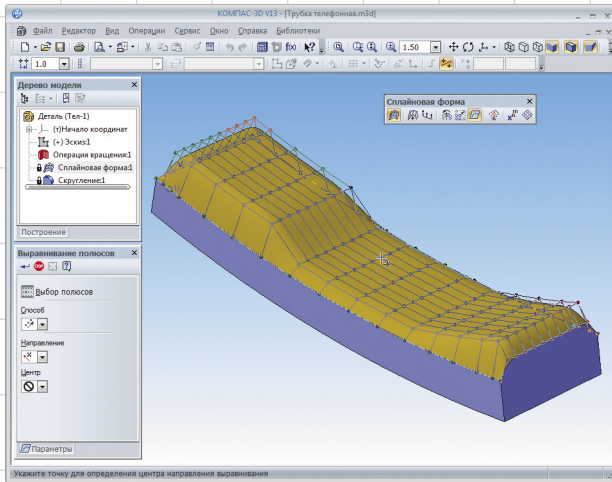 КОМПАС-3D V13 - [Трубка телефонная.m3d]
Файл Редактор Вид Операции Сервис Окно Справка Библиотеки
1.50
1.0
Дерево модели
Деталь (Тел-1)
(т)Начало координат
(+) Эскиз:1
Операция вращения:1
Сплайновая форма:1
Скругление:1
Построение
Сплайновая форма
Выравнивание полюсов
Выбор полюсов
Способ
Направление
Центр
Параметры
Укажите точку для определения центра направления выравнивания